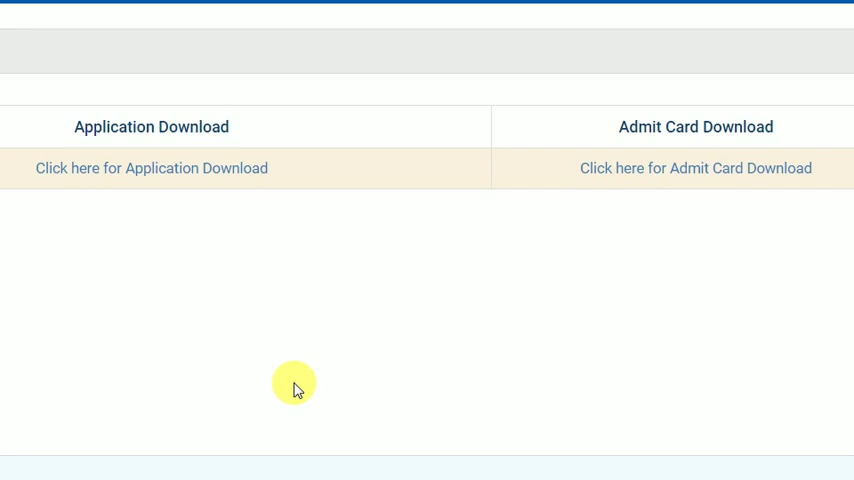 Application Download
Admit Card Download
Click here for Application Download
Click here for Admit Card Download